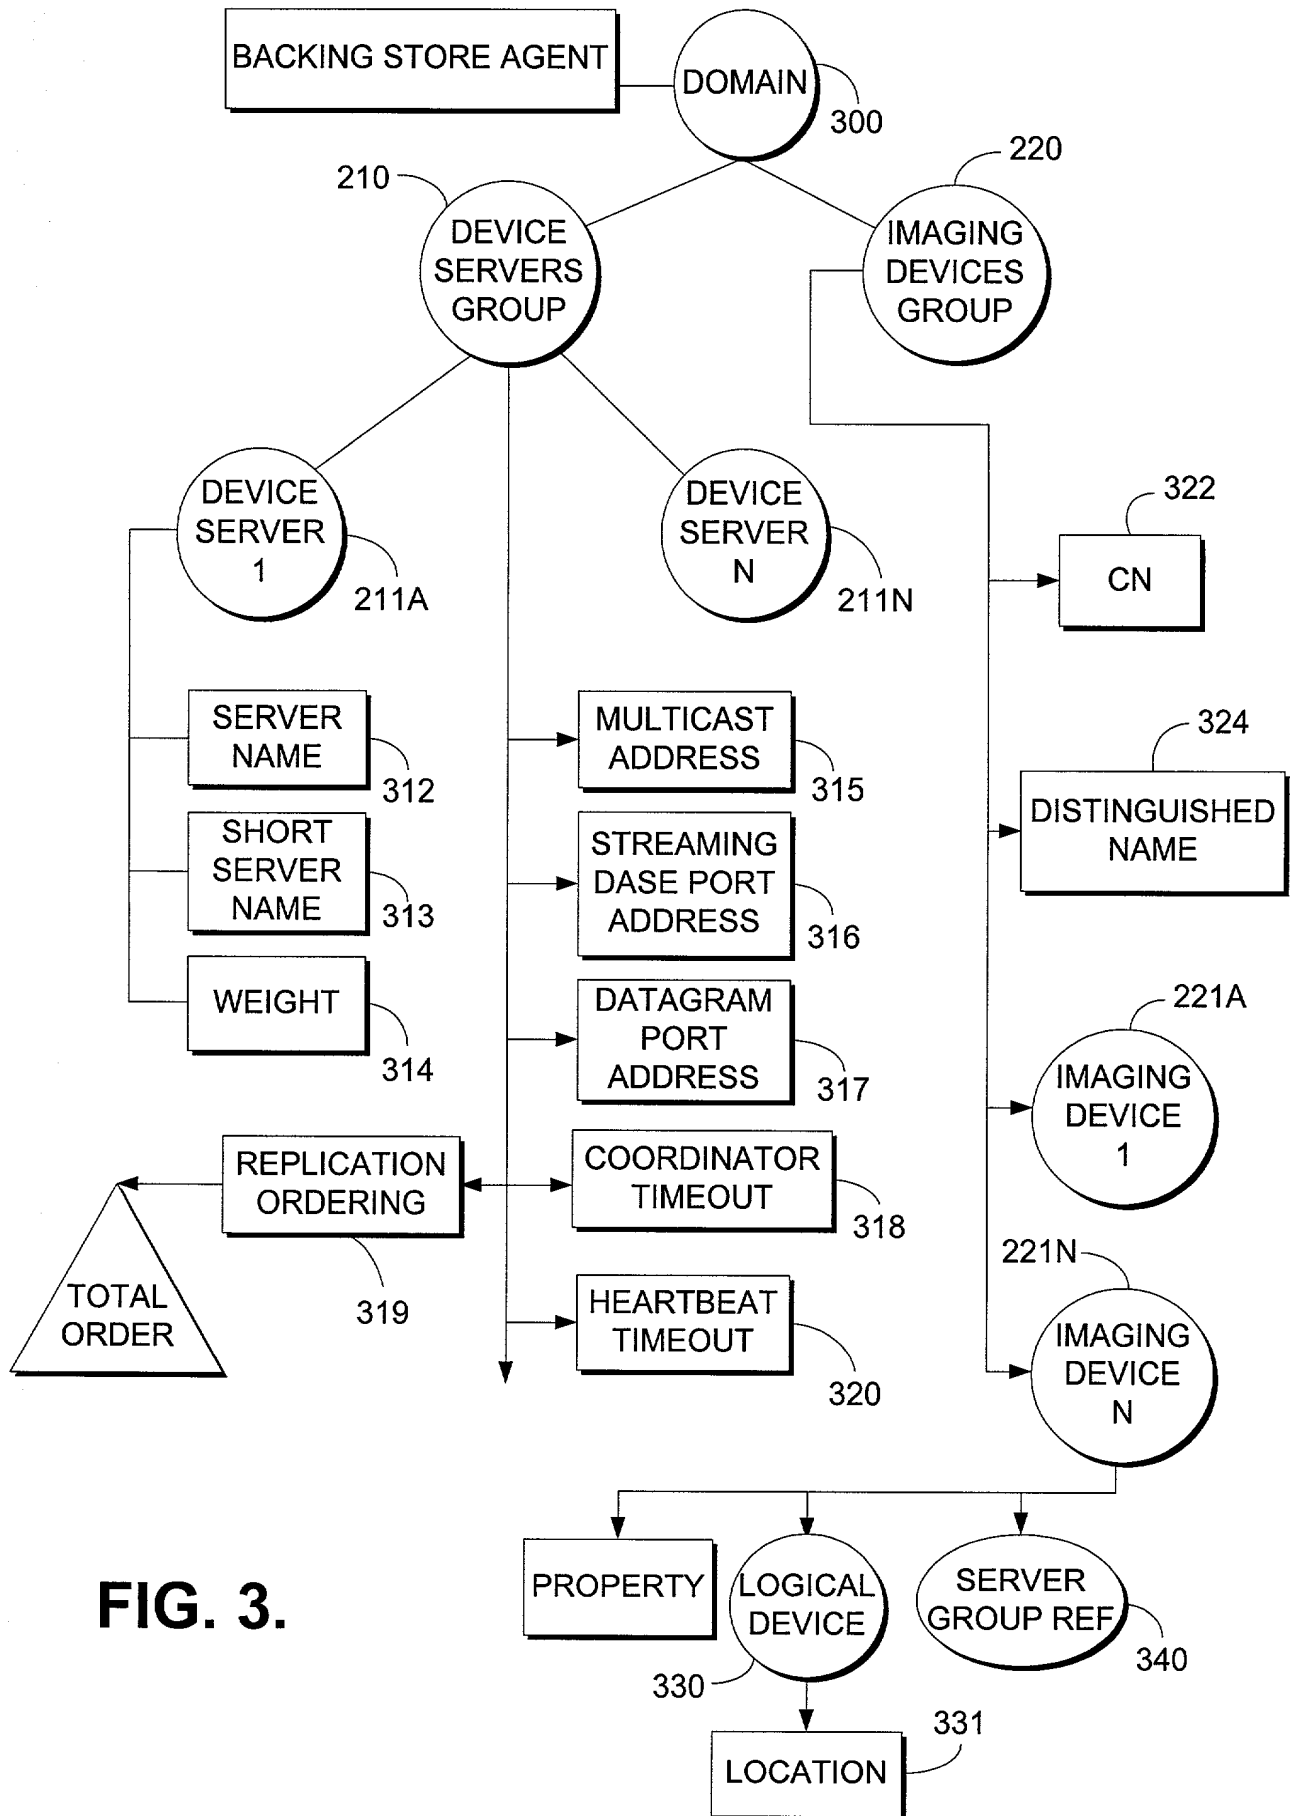 BACKING STORE AGENT
DOMAIN
300
210
220
DEVICE
SERVERS
GROUP
IMAGING
DEVICES
GROUP
DEVICE
SERVER
1
211A
DEVICE
SERVER
N
211N
322
CN
SERVER
NAME
312
MULTICAST
ADDRESS
315
324
DISTINGUISHED
NAME
SHORT
SERVER
NAME
313
STREAMING
DASE PORT
ADDRESS
316
WEIGHT
314
DATAGRAM
PORT
ADDRESS
317
221A
IMAGING
DEVICE
1
REPLICATION
ORDERING
319
COORDINATOR
TIMEOUT
318
TOTAL
ORDER
HEARTBEAT
TIMEOUT
320
221N
IMAGING
DEVICE
N
PROPERTY
LOGICAL
DEVICE
330
SERVER
GROUP REF
340
331
LOCATION
FIG. 3.